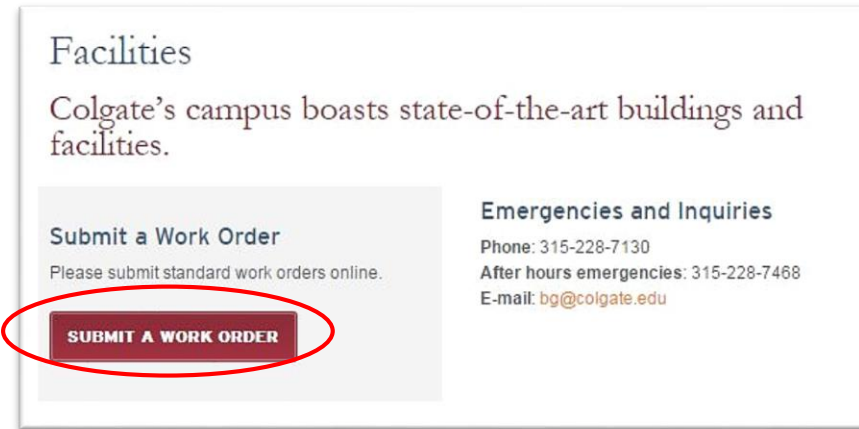 Facilities
Colgate's campus boasts state-of-the-art buildings and
facilities.
Submit a Work Order
Please submit standard work orders online.
SUBMIT A WORK ORDER
Emergencies and Inquiries
Phone: 315-228-7130
After hours emergencies: 315-228-7468
E-mail: bg@colgate.edu